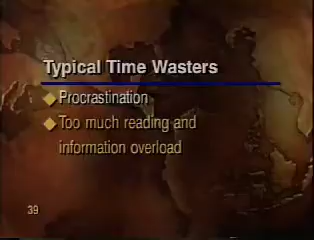 Typical Time Wasters
Procrastination
Too much reading and
information overload
39